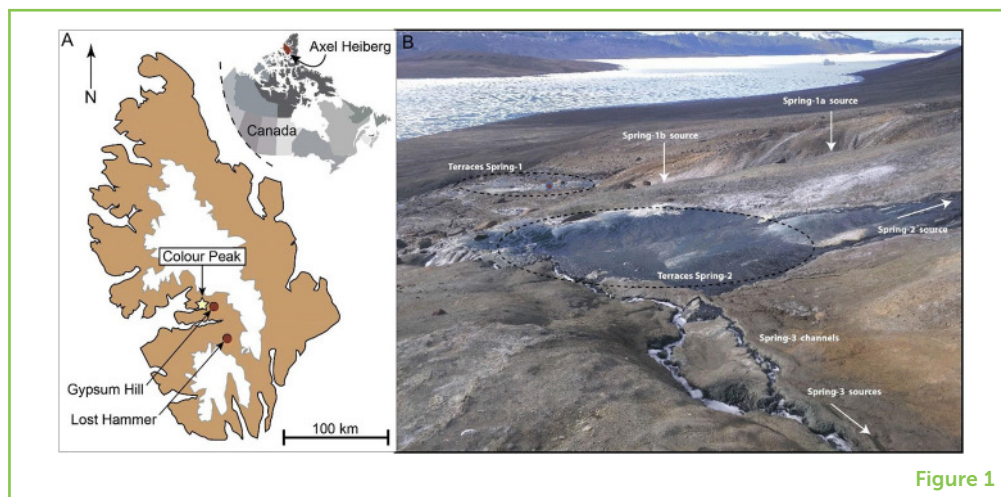 A
N
Axel Heiberg
Canada
Colour Peak
Gypsum Hill
Lost Hammer
100 km
B
Spring-1a source
Spring-1b source
Terraces Spring-1
Spring-2 source
Terraces Spring-2
Spring-3 channels
Spring-3 sources
Figure 1